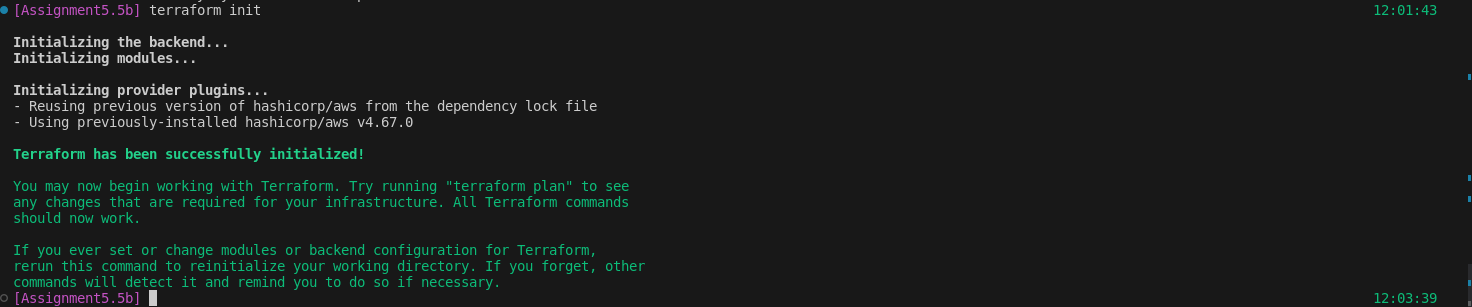 [Assignment5.5b] terraform init 12:01:43
Initializing the backend...
Initializing modules...
Initializing provider plugins...
- Reusing previous version of hashicorp/aws from the dependency lock file
- Using previously-installed hashicorp/aws v4.67.0
Terraform has been successfully initialized!
You may now begin working with Terraform. Try running "terraform plan" to see
any changes that are required for your infrastructure. All Terraform commands
should now work.
If you ever set or change modules or backend configuration for Terraform,
rerun this command to reinitialize your working directory. If you forget, other
commands will detect it and remind you to do so if necessary.
[Assignment5.5b] 12:03:39